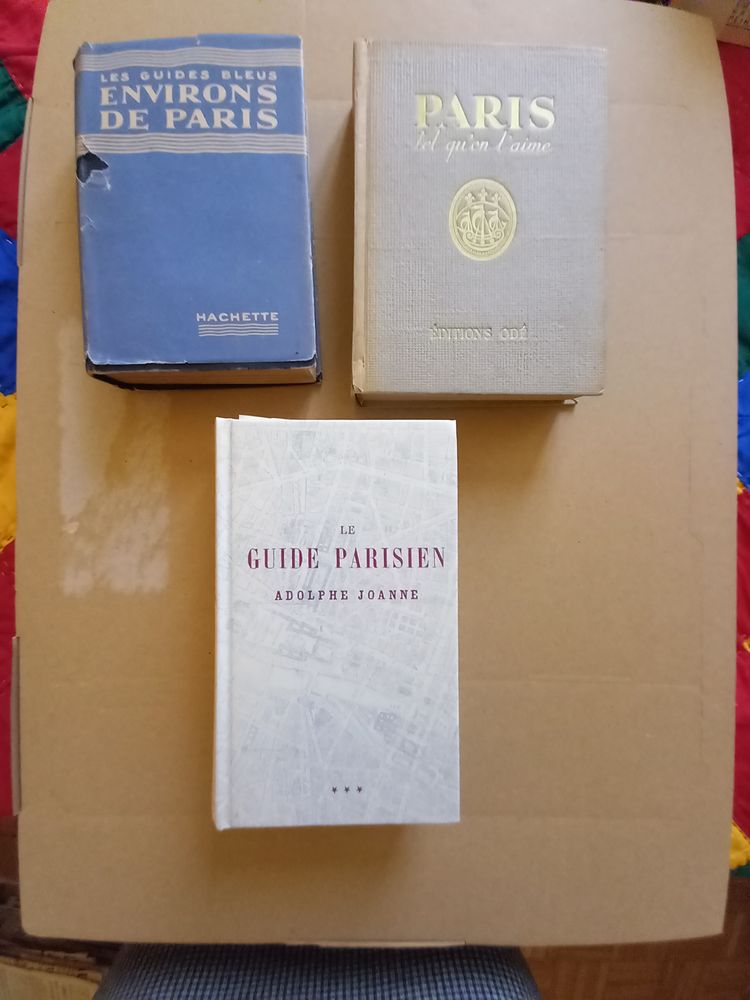 LES GUIDES BLEUS
ENVIRONS
DE PARIS
HACHETTE
PARIS
tel qu'on l'aime
ÉDITIONS ODÉ
LE
GUIDE PARISIEN
ADOLPHE JOANNE